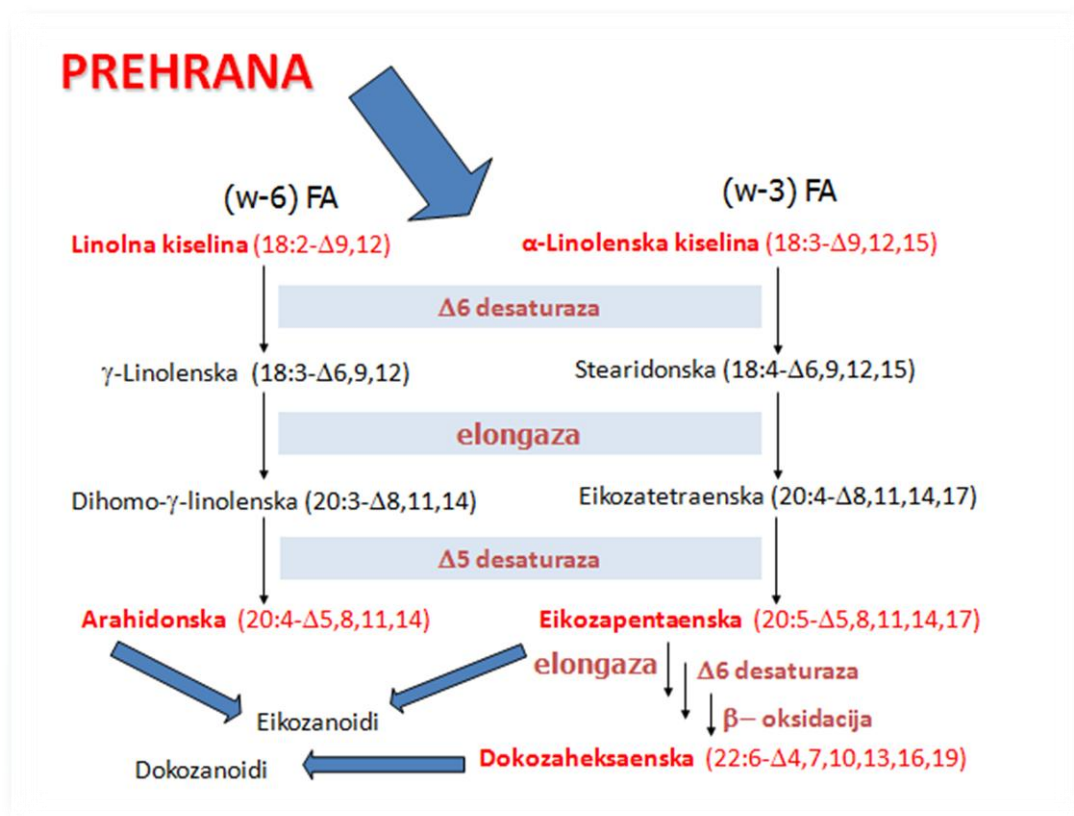 PREHRANA
(w-6) FA
(w-3) FA
Linolna kiselina (18:2-Δ9,12)
α-Linolenska kiselina (18:3-Δ9,12,15)
Δ6 desaturaza
γ-Linolenska (18:3-Δ6,9,12)
Stearidonska (18:4-Δ6,9,12,15)
elongaza
Dihomo-γ-linolenska (20:3-Δ8,11,14)
Eikozatetraenska (20:4-Δ8,11,14,17)
Δ5 desaturaza
Arahidonska (20:4-Δ5,8,11,14)
Eikozapentaenska (20:5-Δ5,8,11,14,17)
elongaza
Δ6 desaturaza
β– oksidacija
Eikozanoidi
Dokozanoidi
Dokozaheksaenska (22:6-Δ4,7,10,13,16,19)